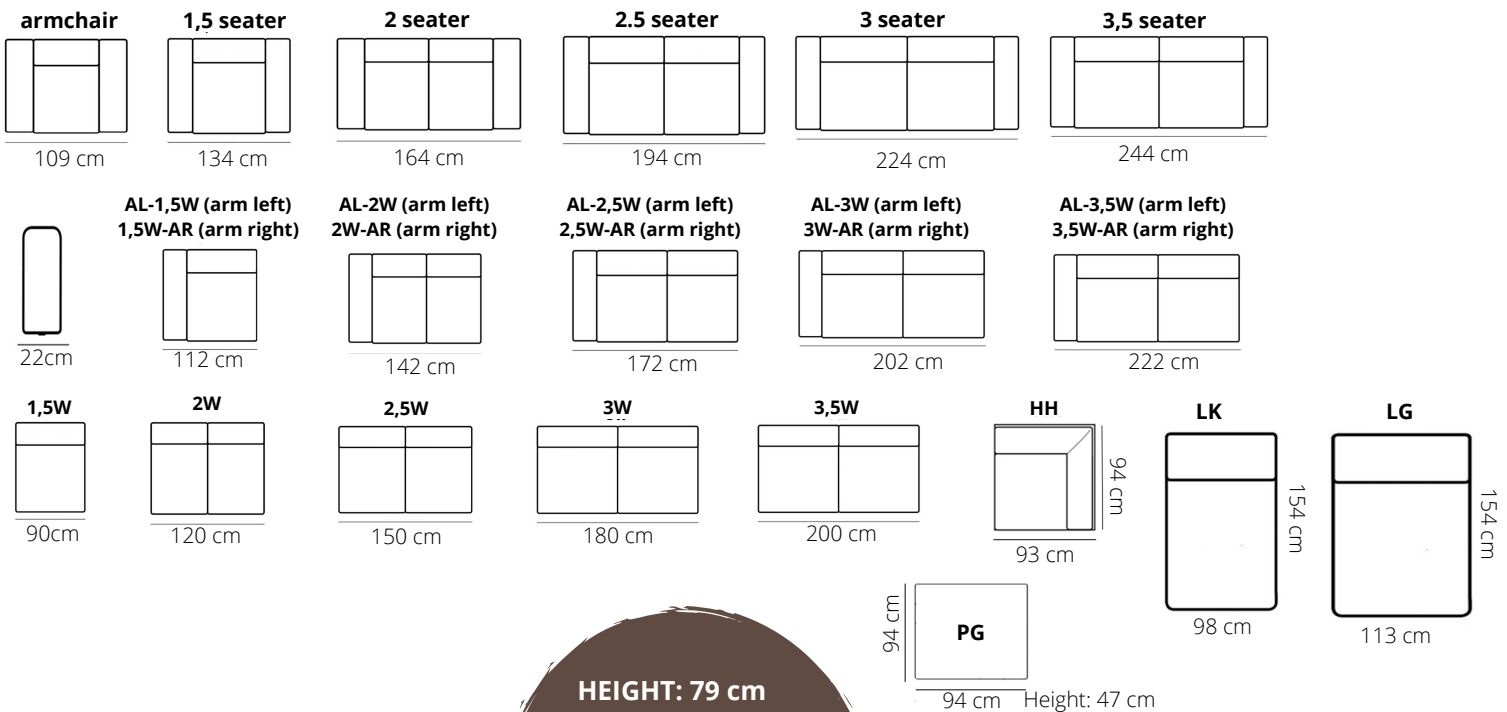 armchair
1,5 seater
2 seater
2.5 seater
3 seater
3,5 seater
109 cm
134 cm
164 cm
194 cm
224 cm
244 cm
AL-1,5W (arm left)
1,5W-AR (arm right)
AL-2W (arm left)
2W-AR (arm right)
AL-2,5W (arm left)
2,5W-AR (arm right)
AL-3W (arm left)
3W-AR (arm right)
AL-3,5W (arm left)
3,5W-AR (arm right)
22cm
112 cm
142 cm
172 cm
202 cm
222 cm
1,5W
2W
2,5W
3W
3,5W
HH
LK
LG
90cm
120 cm
150 cm
180 cm
200 cm
94 cm
93 cm
154 cm
98 cm
154 cm
113 cm
94 cm
PG
94 cm
Height: 47 cm
HEIGHT: 79 cm